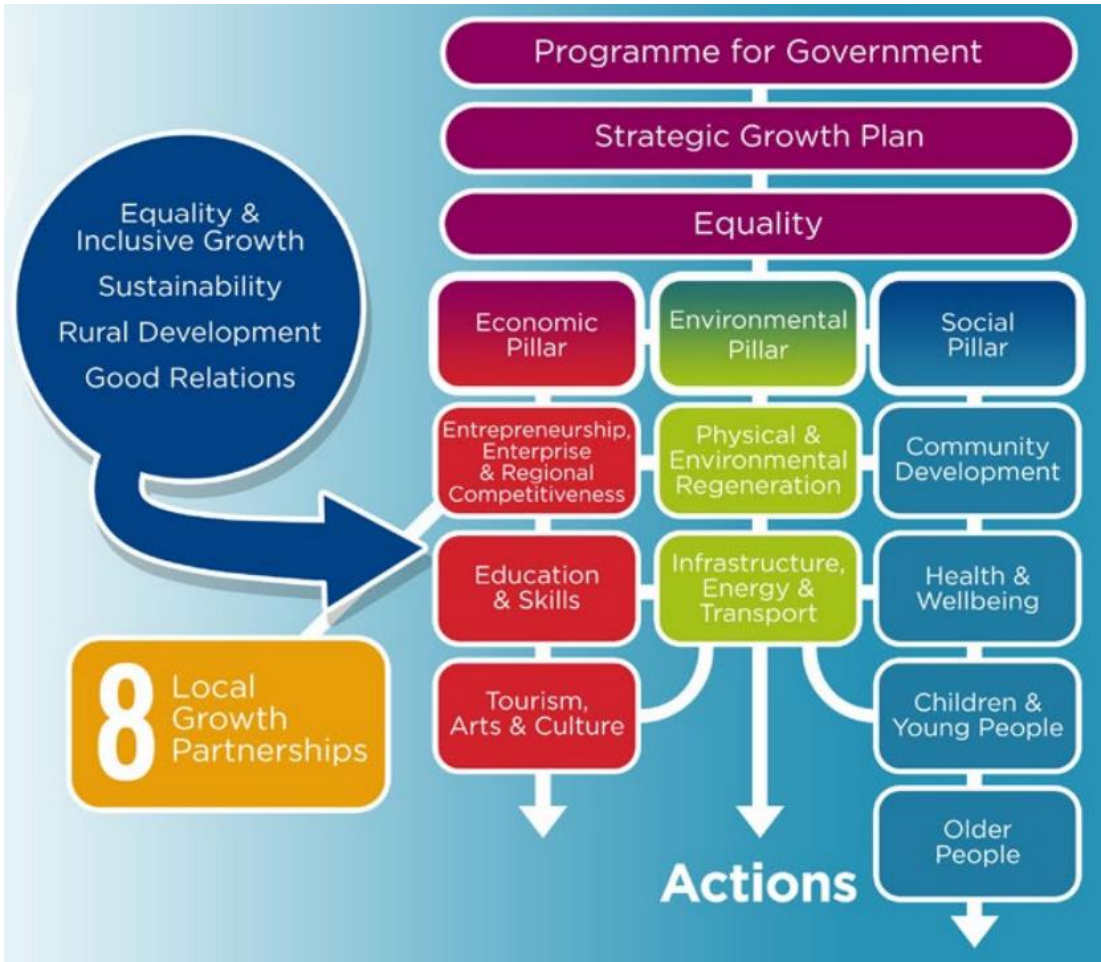 Programme for Government
Strategic Growth Plan
Equality
Equality &
Inclusive Growth
Sustainability
Rural Development
Good Relations
Economic
Pillar
Environmental
Pillar
Social
Pillar
Entrepreneurship,
Enterprise
& Regional
Competitiveness
Physical &
Environmental
Regeneration
Community
Development
Education
& Skills
Infrastructure,
Energy &
Transport
Health &
Wellbeing
8 Local
Growth
Partnerships
Tourism,
Arts & Culture
Children &
Young People
Older
People
Actions